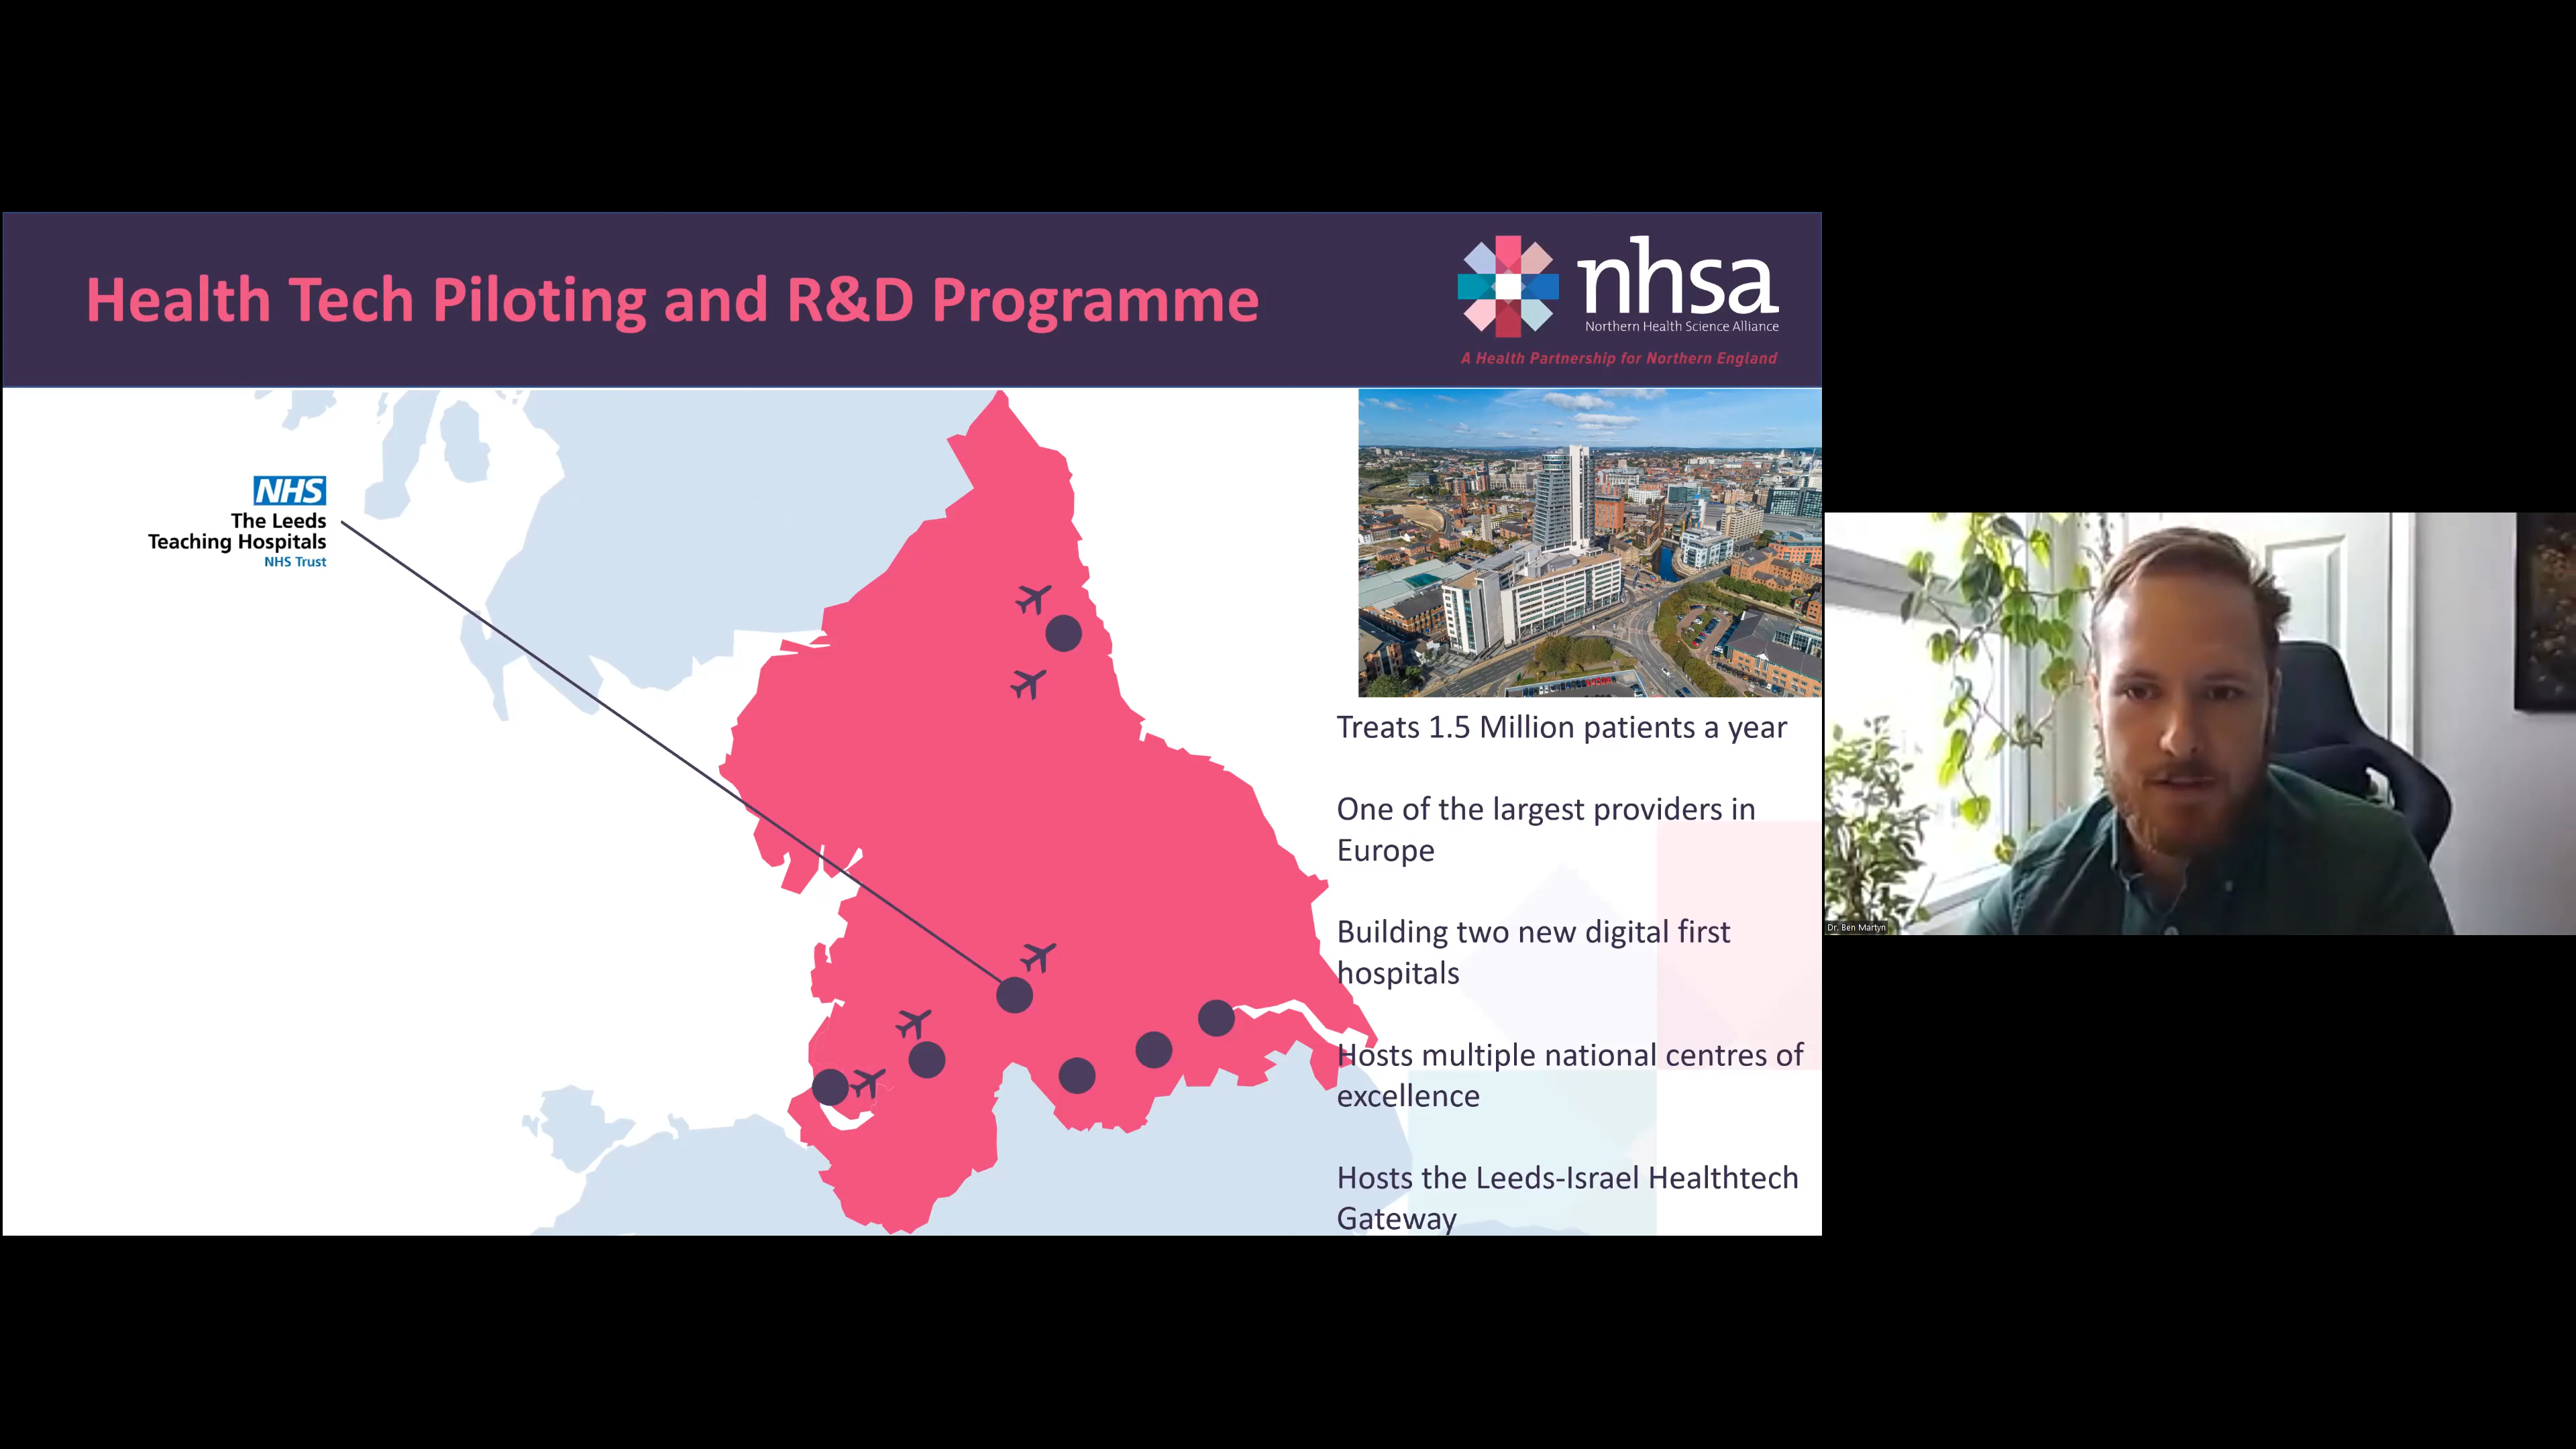 Health Tech Piloting and R&D Programme
nhsa
Northern Health Science Alliance
A Health Partnership for Northern England
NHS
The Leeds
Teaching Hospitals
NHS Trust
Treats 1.5 Million patients a year
One of the largest providers in
Europe
Building two new digital first
hospitals
Hosts multiple national centres of
excellence
Hosts the Leeds-Israel Healthtech
Gateway
Dr. Ben Martyn